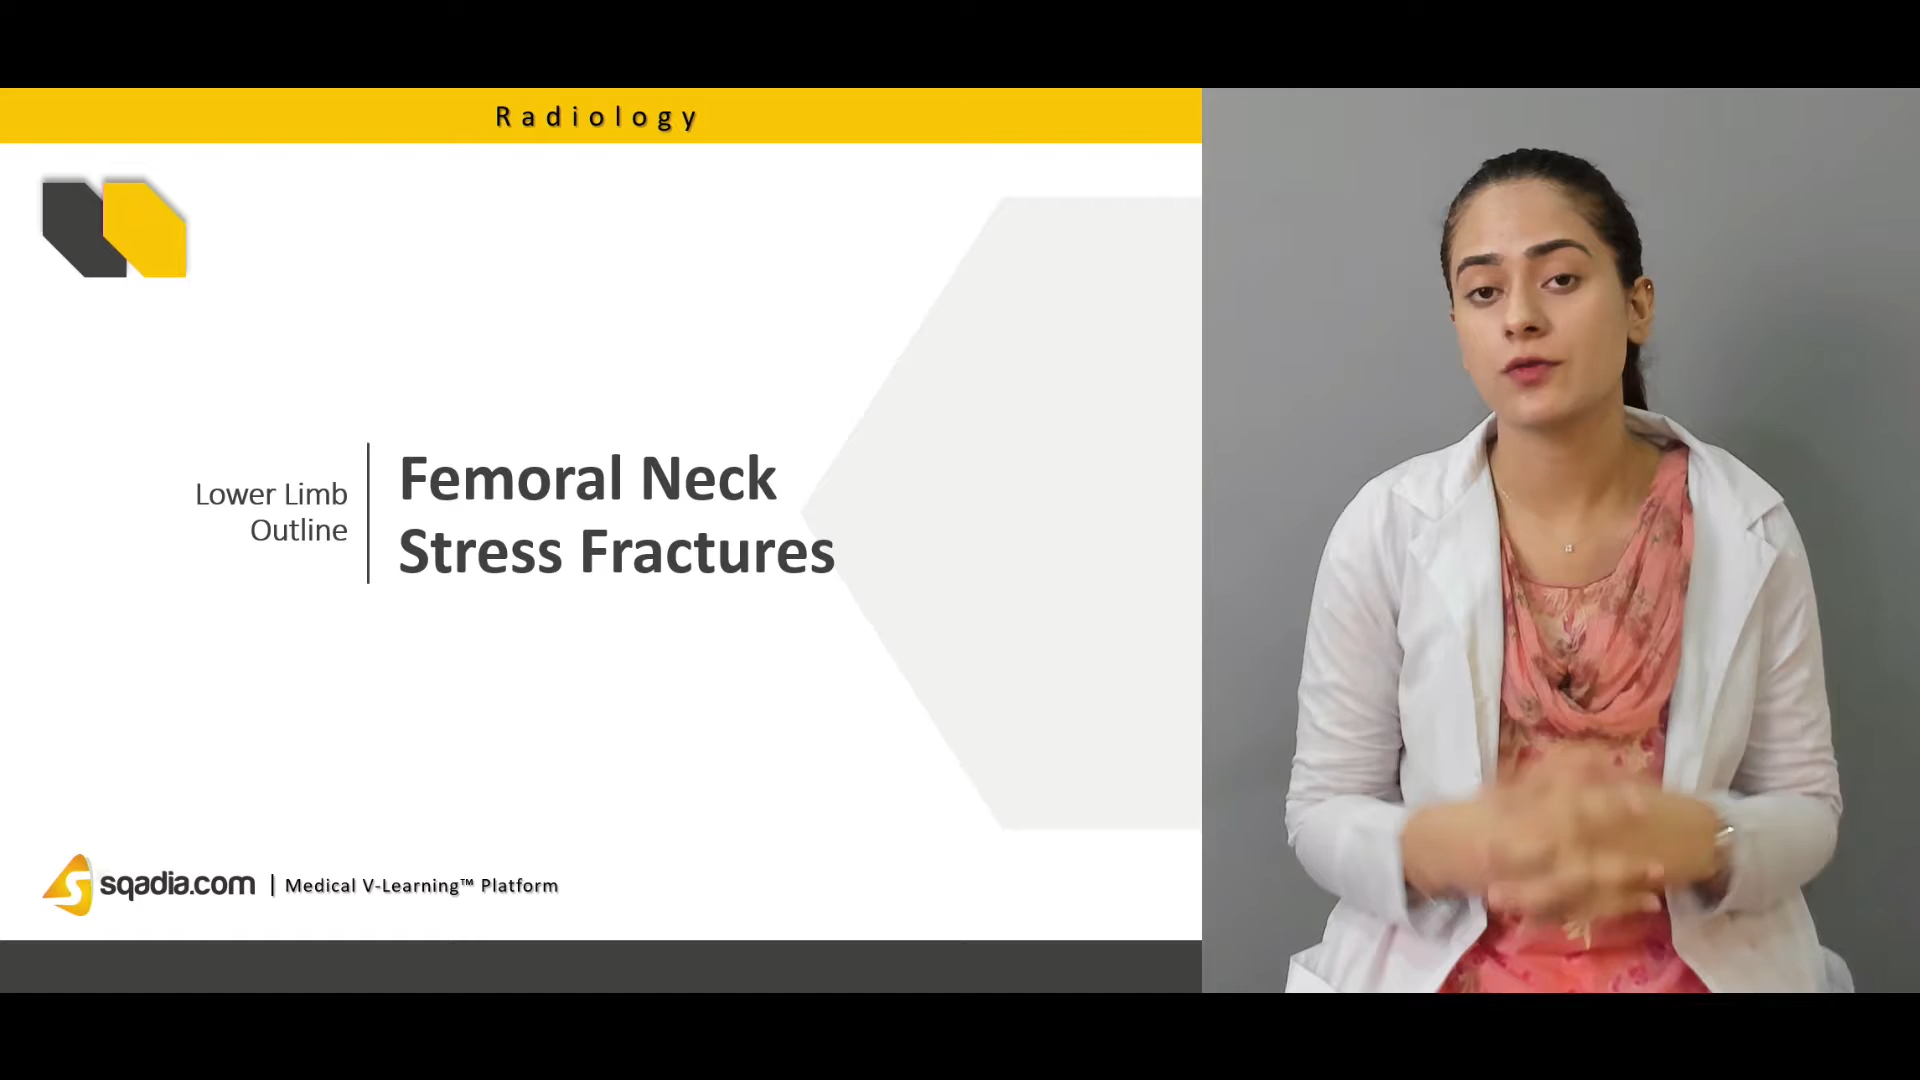 Radiology
Lower Limb
Outline
Femoral Neck
Stress Fractures
sqadia.com | Medical V-Learning™ Platform